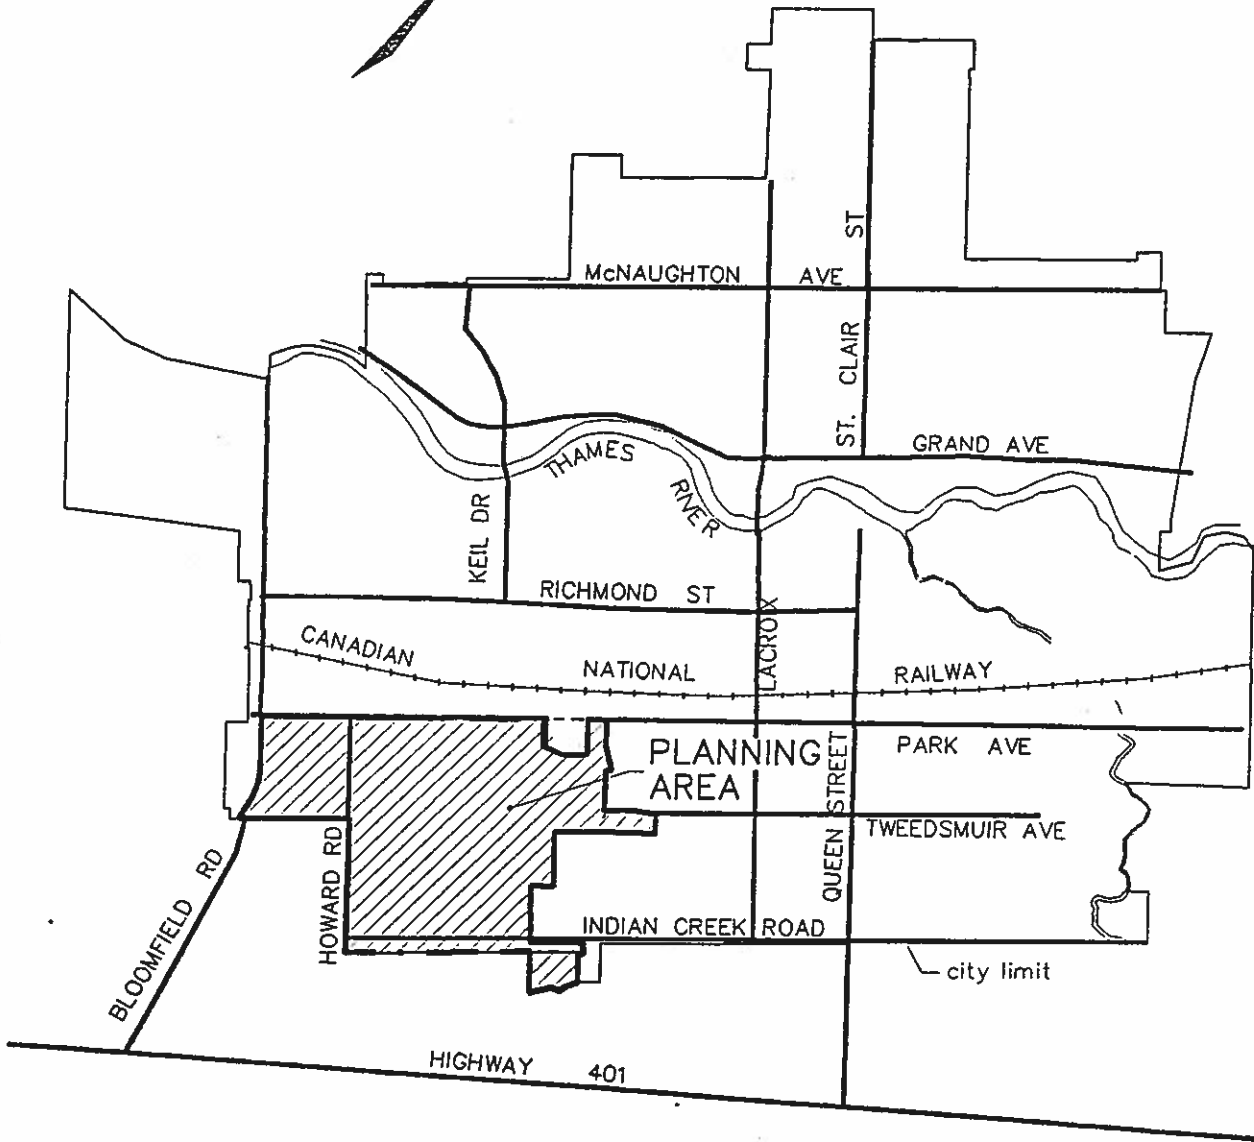 ST. CLAIR ST
McNAUGHTON AVE
GRAND AVE
THAMES RIVER
KEIL DR
RICHMOND ST
LACROIX
CANADIAN NATIONAL RAILWAY
PLANNING
AREA
PARK AVE
QUEEN STREET
TWEEDSMUIR AVE
HOWARD RD
BLOOMFIELD RD
INDIAN CREEK ROAD
city limit
HIGHWAY 401